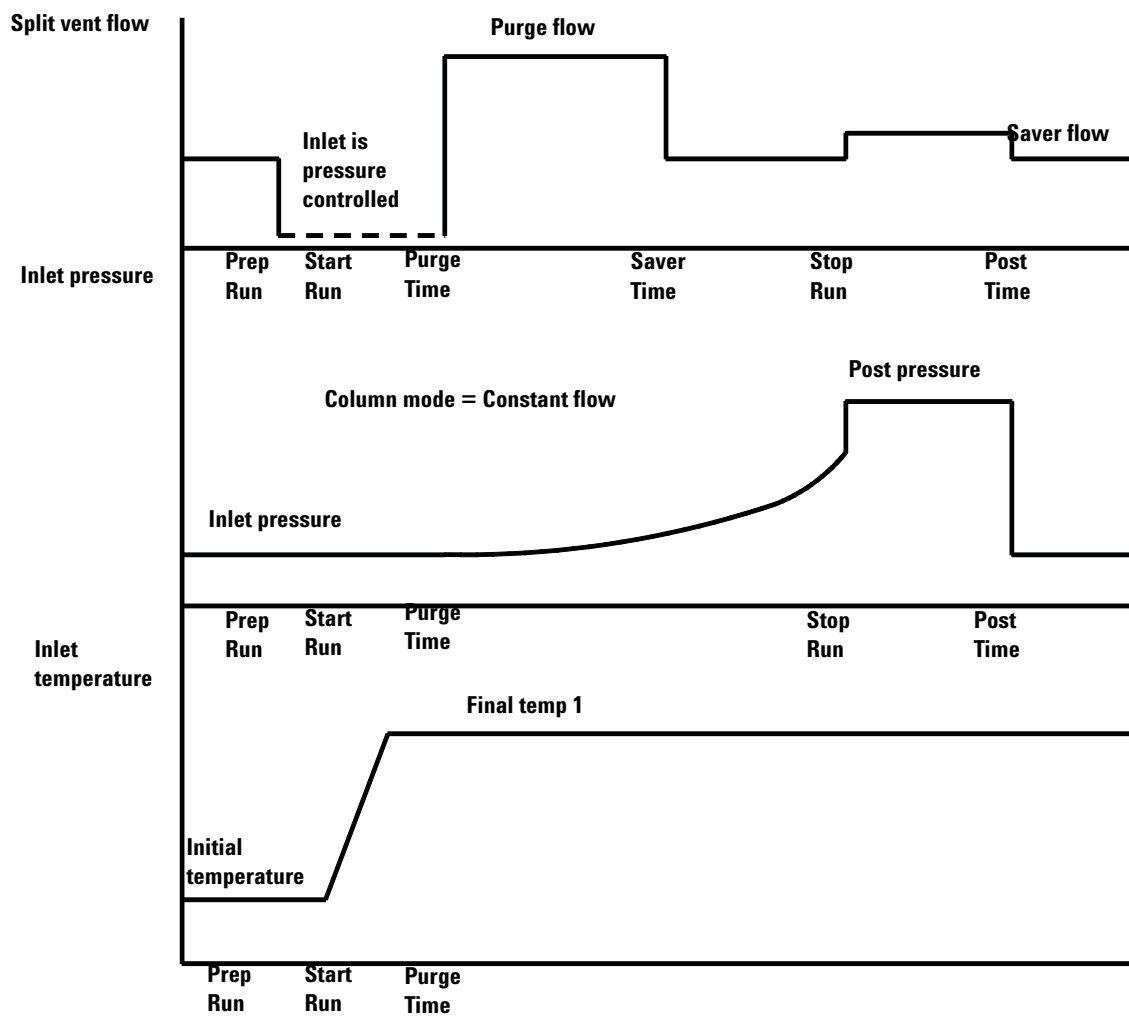 Split vent flow
Purge flow
Inlet is
pressure
controlled
Saver flow
Prep
Run
Start
Run
Purge
Time
Saver
Time
Stop
Run
Post
Time
Inlet pressure
Post pressure
Column mode = Constant flow
Inlet pressure
Prep
Run
Start
Run
Purge
Time
Stop
Run
Post
Time
Inlet
temperature
Final temp 1
Initial
temperature
Prep
Run
Start
Run
Purge
Time